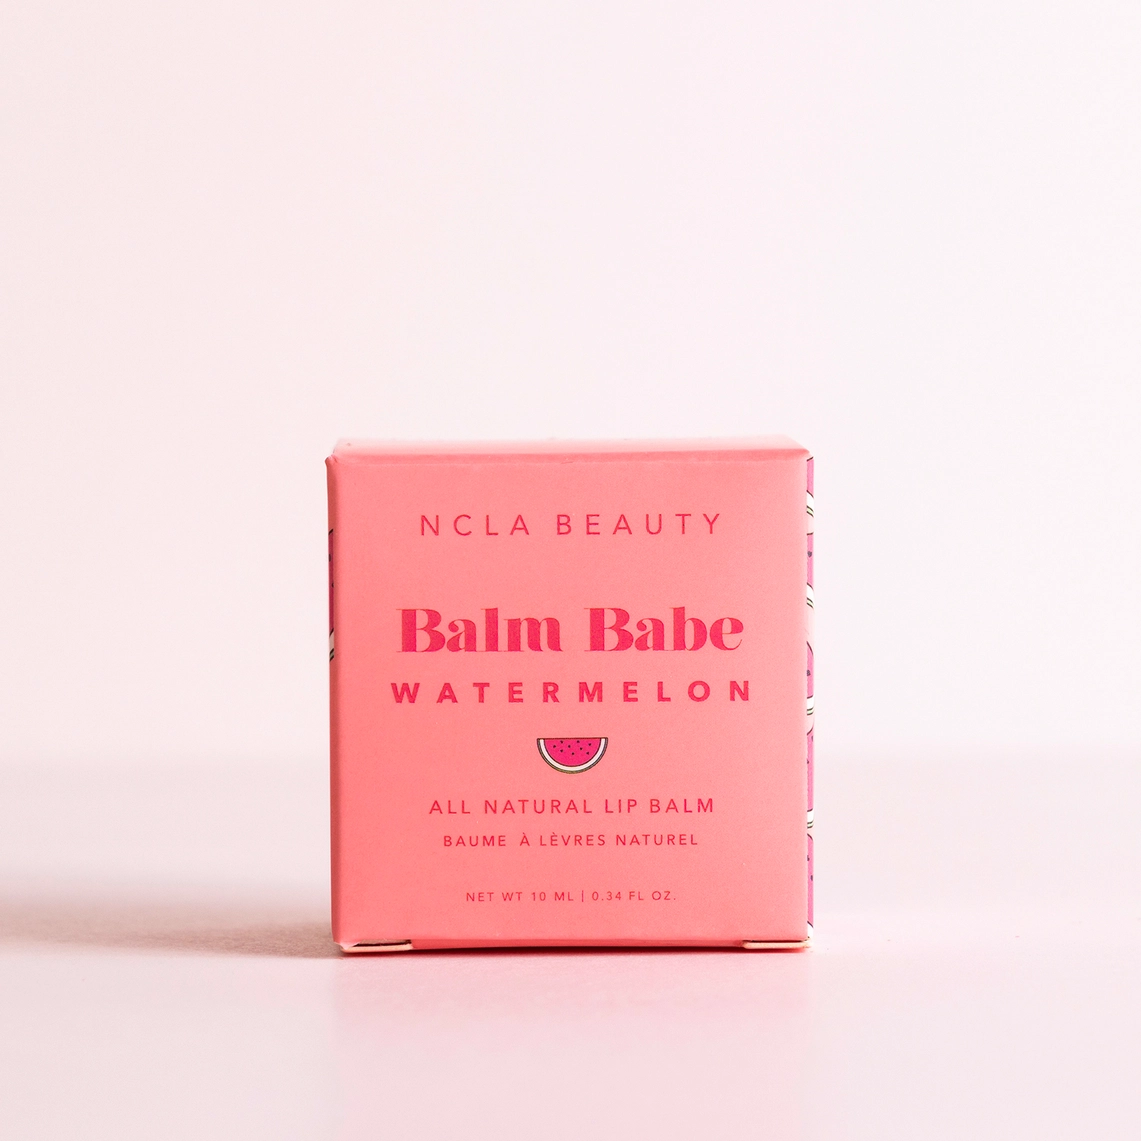 NCLA BEAUTY
Balm Babe
WATERMELON
ALL NATURAL LIP BALM
BAUME À LÈVRES NATUREL
NET WT 10 ML | 0.34 FL OZ.